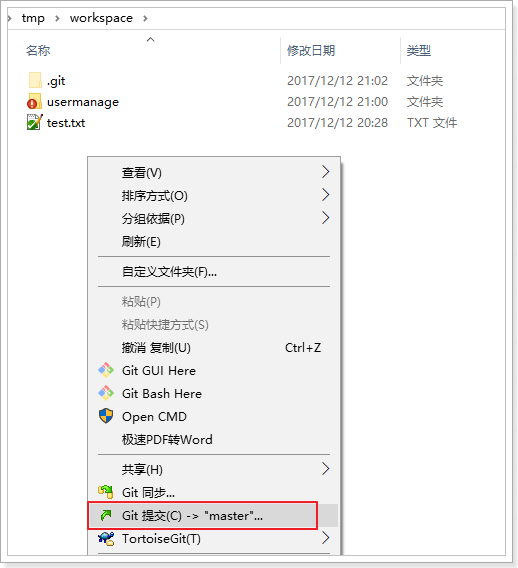 tmp › workspace ›
名称 修改日期 类型
.git 2017/12/12 21:02 文件夹
usermanage 2017/12/12 21:00 文件夹
test.txt 2017/12/12 20:28 TXT 文件
查看(V)
排序方式(O)
分组依据(P)
刷新(E)
自定义文件夹(F)...
粘贴(P)
粘贴快捷方式(S)
撤消 复制(U) Ctrl+Z
Git GUI Here
Git Bash Here
Open CMD
极速PDF转Word
共享(H)
Git 同步...
Git 提交(C) -> "master"...
TortoiseGit(T)